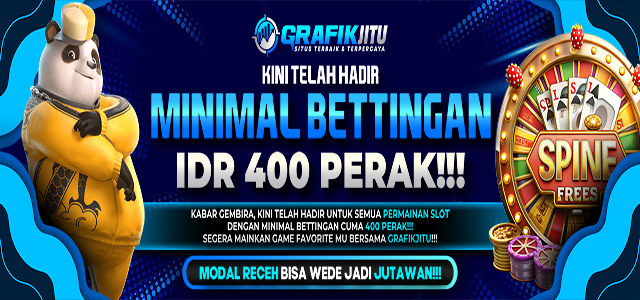 GRAFIKJITU
SITUS TERBAIK & TERPERCAYA
KINI TELAH HADIR
MINIMAL BETTINGAN
IDR 400 PERAK!!!
KABAR GEMBIRA, KINI TELAH HADIR UNTUK SEMUA PERMAINAN SLOT
DENGAN MINIMAL BETTINGAN CUMA 400 PERAK!!!
SEGERA MAINKAN GAME FAVORITE MU BERSAMA GRAFIKJITU!!!
MODAL RECEH BISA WEDE JADI JUTAWAN!!!
SPINE
FREES